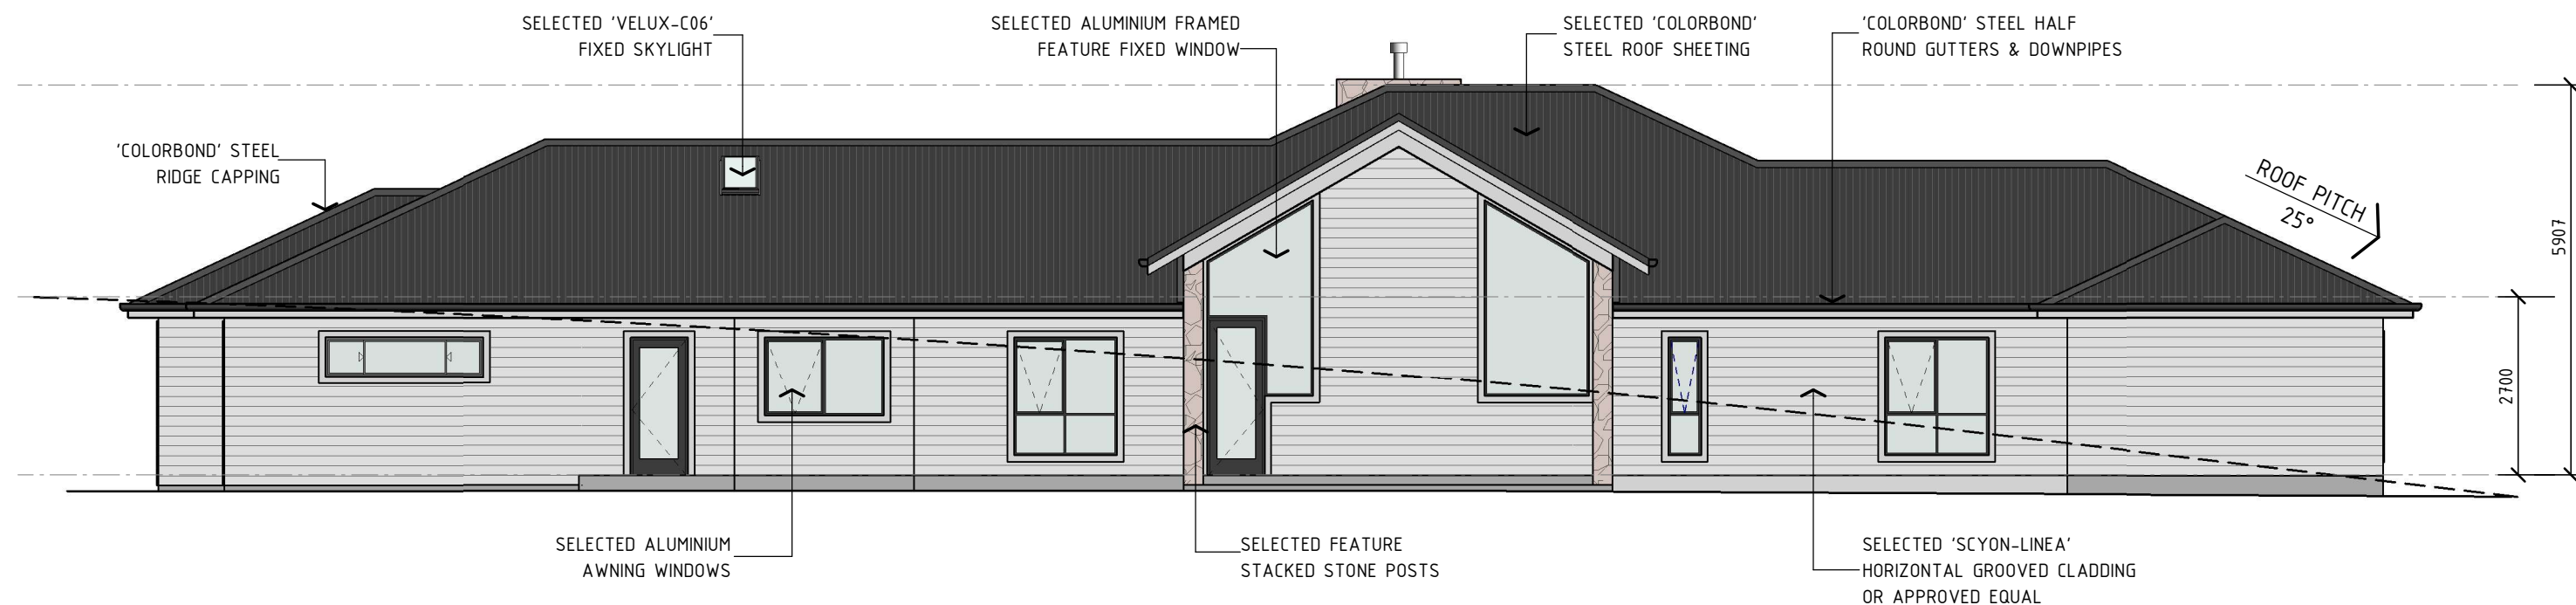 SELECTED 'VELUX-C06'
FIXED SKYLIGHT
SELECTED ALUMINIUM FRAMED
FEATURE FIXED WINDOW
SELECTED 'COLORBOND'
STEEL ROOF SHEETING
'COLORBOND' STEEL HALF
ROUND GUTTERS & DOWNPIPES
'COLORBOND' STEEL
RIDGE CAPPING
ROOF PITCH
25°
5907
2700
SELECTED ALUMINIUM
AWNING WINDOWS
SELECTED FEATURE
STACKED STONE POSTS
SELECTED 'SCYON-LINEA'
HORIZONTAL GROOVED CLADDING
OR APPROVED EQUAL